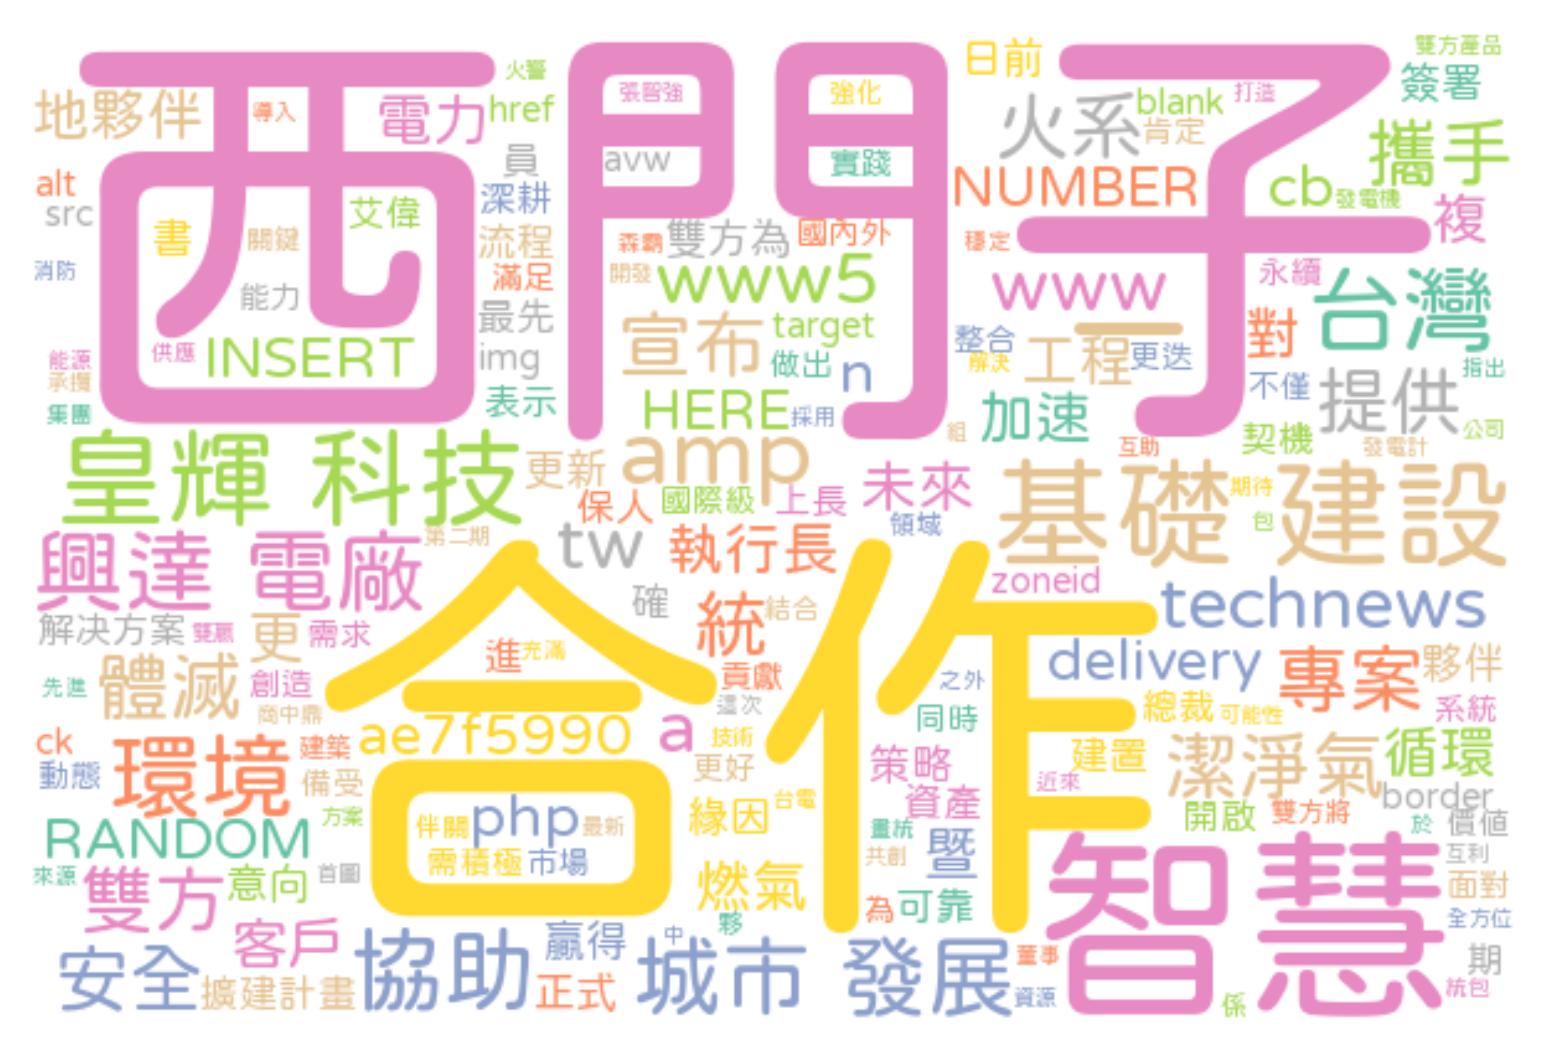 西門子
火警
日前
雙方產品
地夥伴
導入
電力
href
張智強
強化
火系
blank
打造
簽署
員
avw
實踐
肯定
攜手
alt
src
深耕
NUMBER
cb
發電機
複
書
關鍵
艾偉
流程
森霸
雙方為
國內外
穩定
消防
能力
滿足
開發
www5
www
永續
台灣
能源
供應
INSERT
最先
宣布
target
整合
工程
一
更迭
對
承攬
img
做出
n
解決
不僅
提供
指出
集團
表示
HERE
採用
加速
契機
公司
皇輝 科技
更新
amp
組
互助
發電計
保人
國際級
上長
未來
基礎 建設
期待
包
興達 電廠
第二期
tw
執行長
領域
zoneid
technews
解決方案
雙贏
更
需求
確
統
結合
合作
進
充滿
貢獻
之外
delivery
專案
夥伴
先進
體滅
創造
商中鼎
這次
同時
總裁
可能性
系統
ck
環境
建築
ae7f5990
a
技術
策略
建置
潔淨氣
循環
動態
備受
更好
資產
近來
border
RANDOM
方案
伴關
php
最新
緣因
台電
畫統
暨
開啟
雙方將
於
價值
來源
雙方
意向
首圖
需積極
市場
燃氣
共創
智慧
互利
面對
客戶
夥
為
可靠
全方位
安全
擴建計畫
協助
贏得
正式
中
城市 發展
董事
資源
係
期
統包